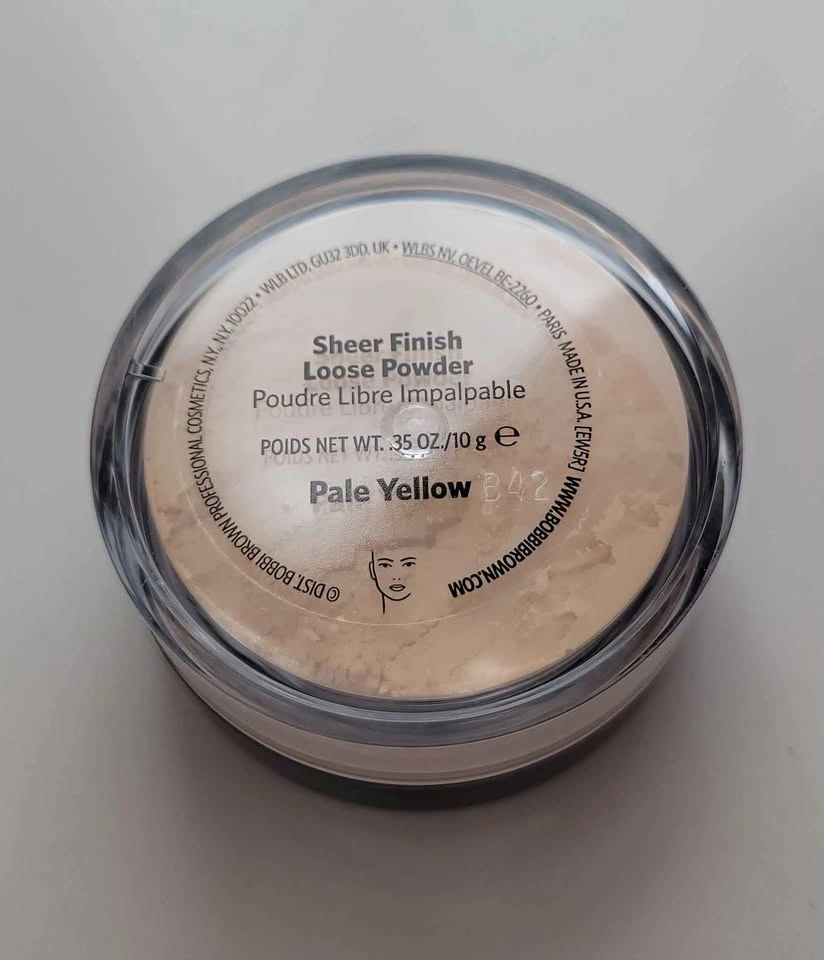 Sheer Finish
Loose Powder
Poudre Libre Impalpable
POIDS NET WT. .35 OZ./10 g ℮
Pale Yellow B42
© DIST. BOBBI BROWN PROFESSIONAL COSMETICS, NY, NY 10022 • WLB LTD, GU32 3DD, UK • WLBS NV, OEVEL BE-2260 • PARIS MADE IN U.S.A. [EW5R] WWW.BOBBIBROWN.COM